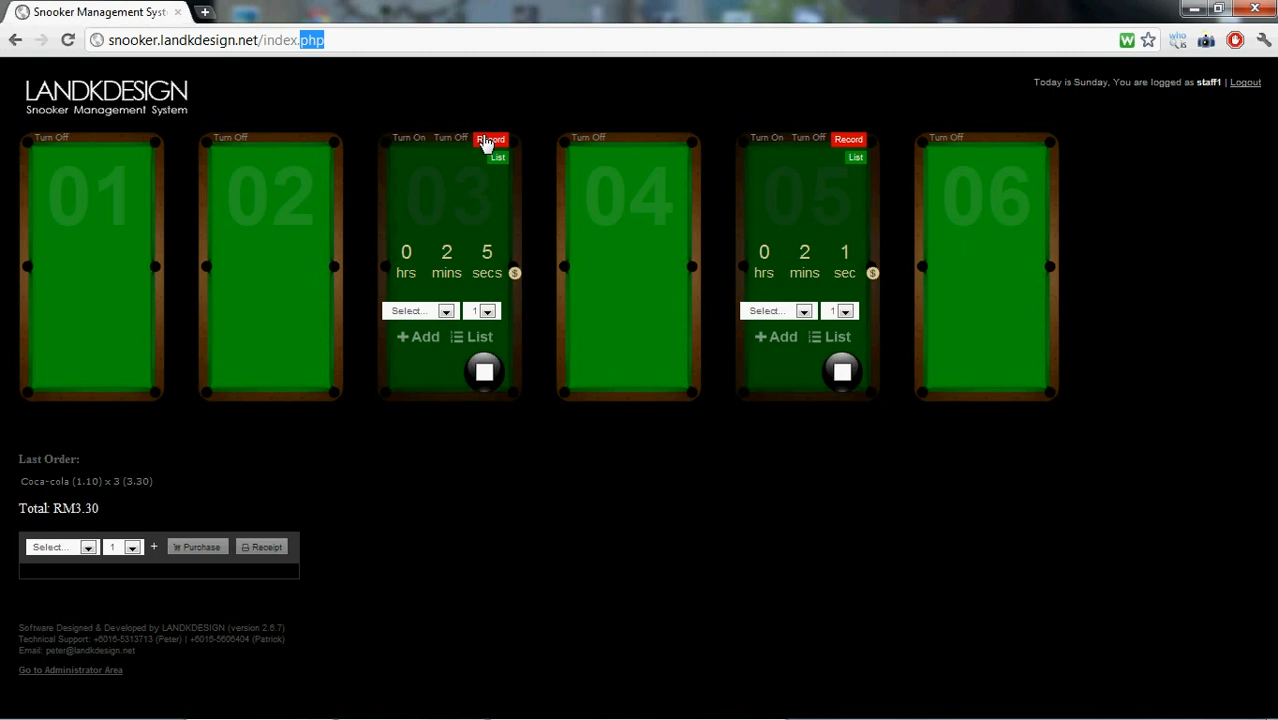 Snooker Management Syst
snooker.landkdesign.net/index.php
W who is
LANDKDESIGN
Snooker Management System
Today is Sunday, You are logged as staff1 | Logout
Turn Off Turn Off Turn On Turn Off Record Turn Off Turn On Turn Off Record Turn Off
List List
01 02 03 04 05 06
0 2 5 0 2 1
hrs mins secs $ hrs mins sec $
Select... 1 Select... 1
+Add List +Add List
Last Order:
Coca-cola (1.10) x 3 (3.30)
Total: RM3.30
Select... 1 + Purchase Receipt
Software Designed & Developed by LANDKDESIGN (version 2.6.7)
Technical Support: +6016-5313713 (Peter) | +6016-5606404 (Patrick)
Email: peter@landkdesign.net
Go to Administrator Area